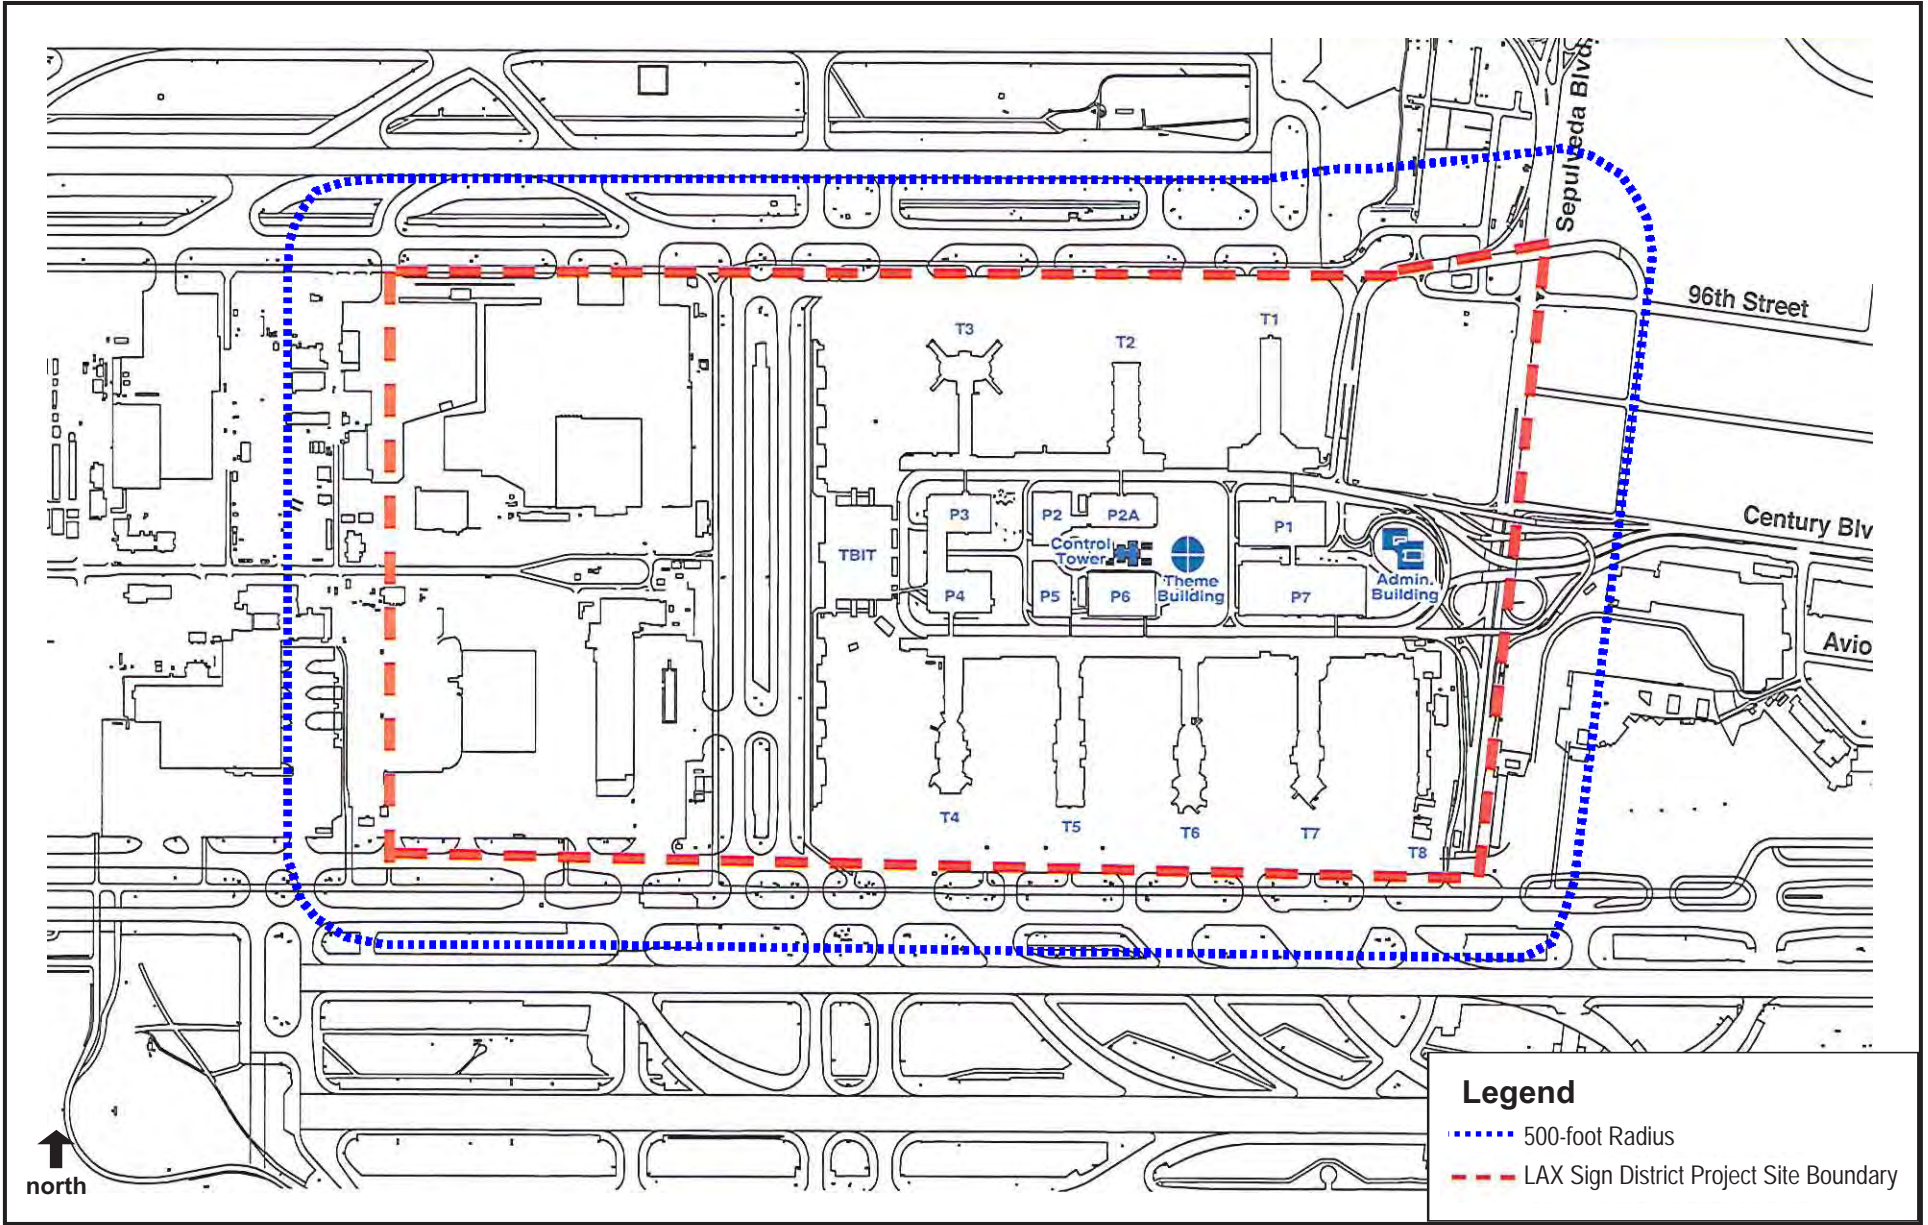 Sepulveda Blvd.
96th Street
T3
T2
T1
Century Blv
P3
P2
P2A
P1
TBIT
Control
Tower
Theme
Building
Admin.
Building
P4
P5
P6
P7
Avio
T4
T5
T6
T7
T8
north
Legend
500-foot Radius
LAX Sign District Project Site Boundary